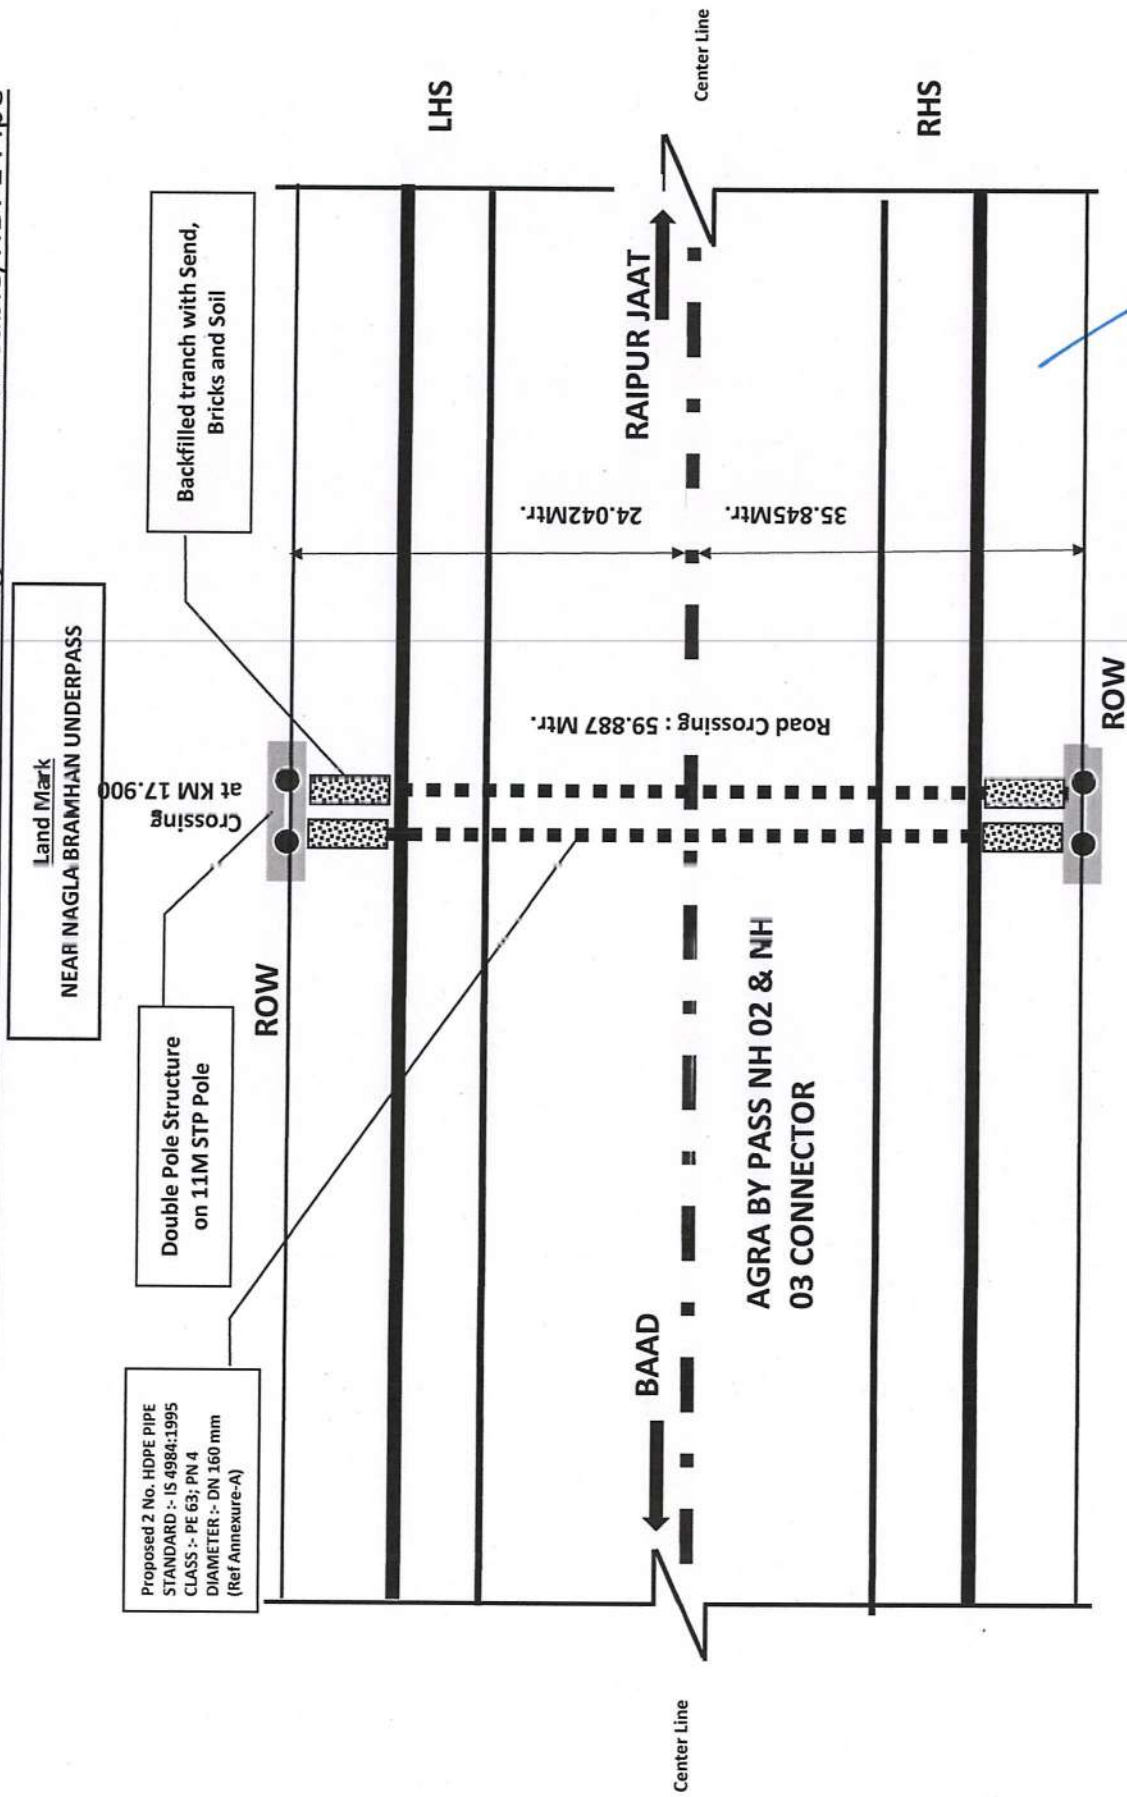 Land Mark
NEAR NAGLA BRAMHAN UNDERPASS
Proposed 2 No. HDPE PIPE
STANDARD :- IS 4984:1995
CLASS :- PE 63; PN 4
DIAMETER :- DN 160 mm
(Ref Annexure-A)
Double Pole Structure
on 11M STP Pole
Backfilled tranch with Send,
Bricks and Soil
ROW
Crossing
at KM 17.900
LHS
24.042Mtr.
Road Crossing : 59.887 Mtr.
BAAD
RAIPUR JAAT
Center Line
Center Line
35.845Mtr.
AGRA BY PASS NH 02 & NH
03 CONNECTOR
RHS
ROW